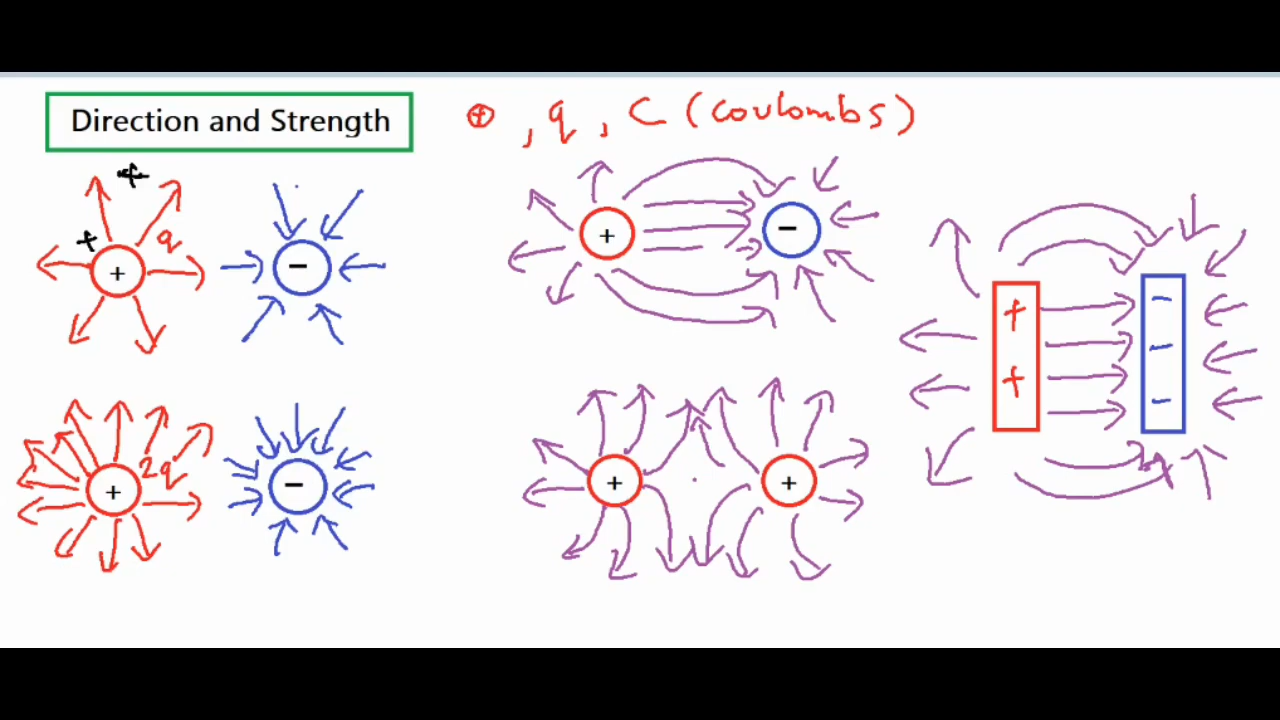 Direction and Strength
⊕, q, C (Coulombs)
+
+ q
+ −
+ −
+ −
+ −
+ −
−
2q
+ −
+ +